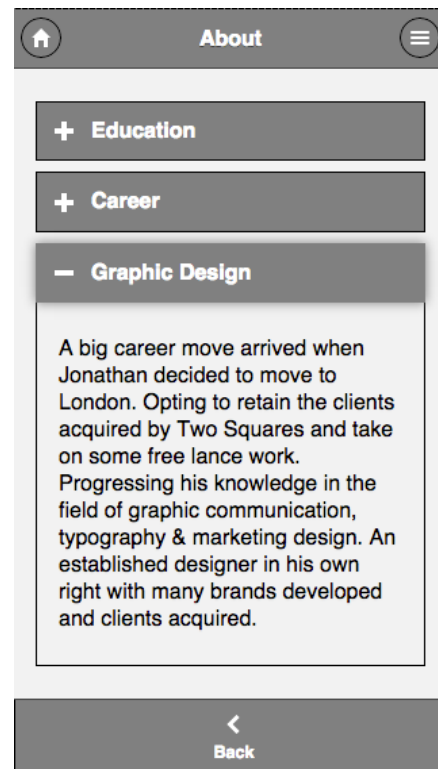 About
Education
Career
Graphic Design
A big career move arrived when
Jonathan decided to move to
London. Opting to retain the clients
acquired by Two Squares and take
on some free lance work.
Progressing his knowledge in the
field of graphic communication,
typography & marketing design. An
established designer in his own
right with many brands developed
and clients acquired.
Back